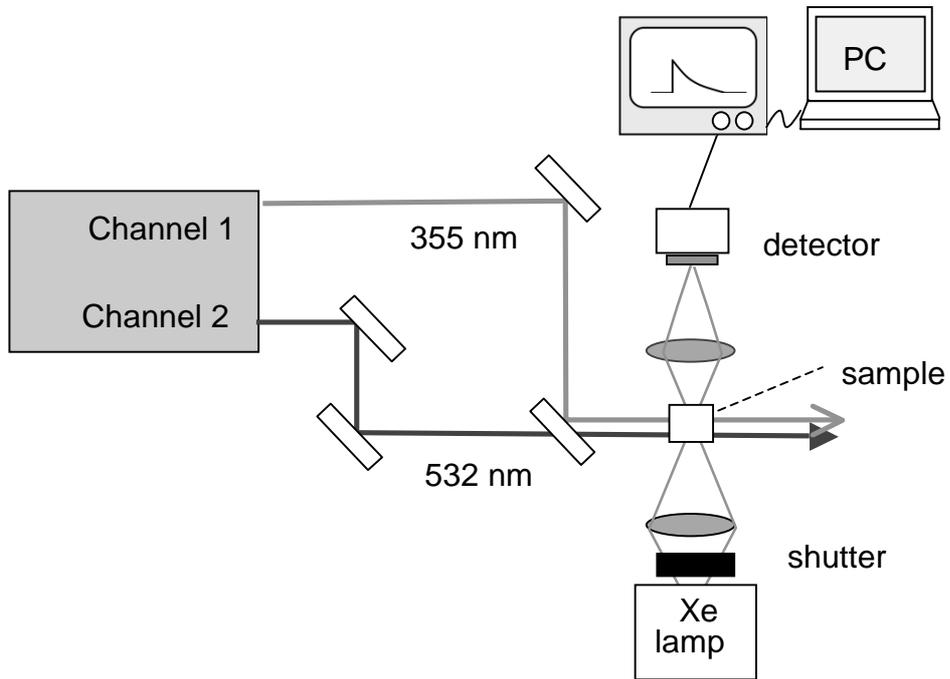 PC
Channel 1
355 nm
detector
Channel 2
sample
532 nm
shutter
Xe
lamp